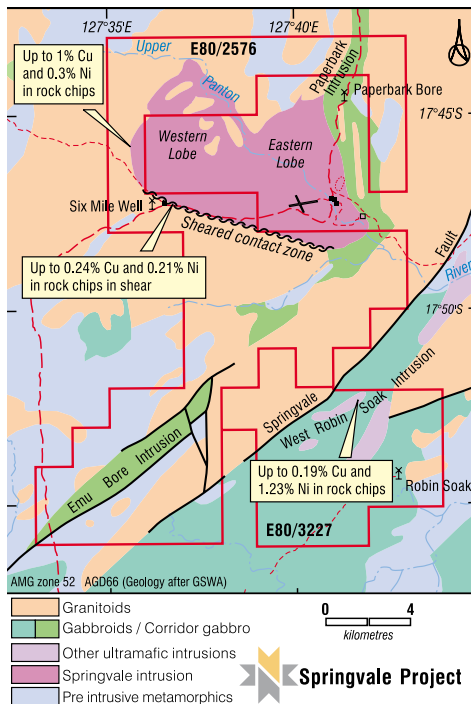 127°35'
127°40'
Upper
E80/2576
Up to 1% Cu
and 0.3% Ni
in rock chips
Panton
Paperbark
Intrusion
Paperbark Bore
17°45'S
Western
Lobe
Eastern
Lobe
Six Mile Well
Sheared contact zone
Up to 0.24% Cu and 0.21% Ni
in rock chips in shear
Fault
River
17°50'S
Springvale
West Robin Soak Intrusion
Emu Bore Intrusion
Up to 0.19% Cu and
1.23% Ni in rock chips
Robin Soak
E80/3227
AMG zone 52 AGD66 (Geology after GSWA)
Granitoids
Gabbroids / Corridor gabbro
Other ultramafic intrusions
Springvale intrusion
Pre intrusive metamorphics
0 4
kilometres
Springvale Project